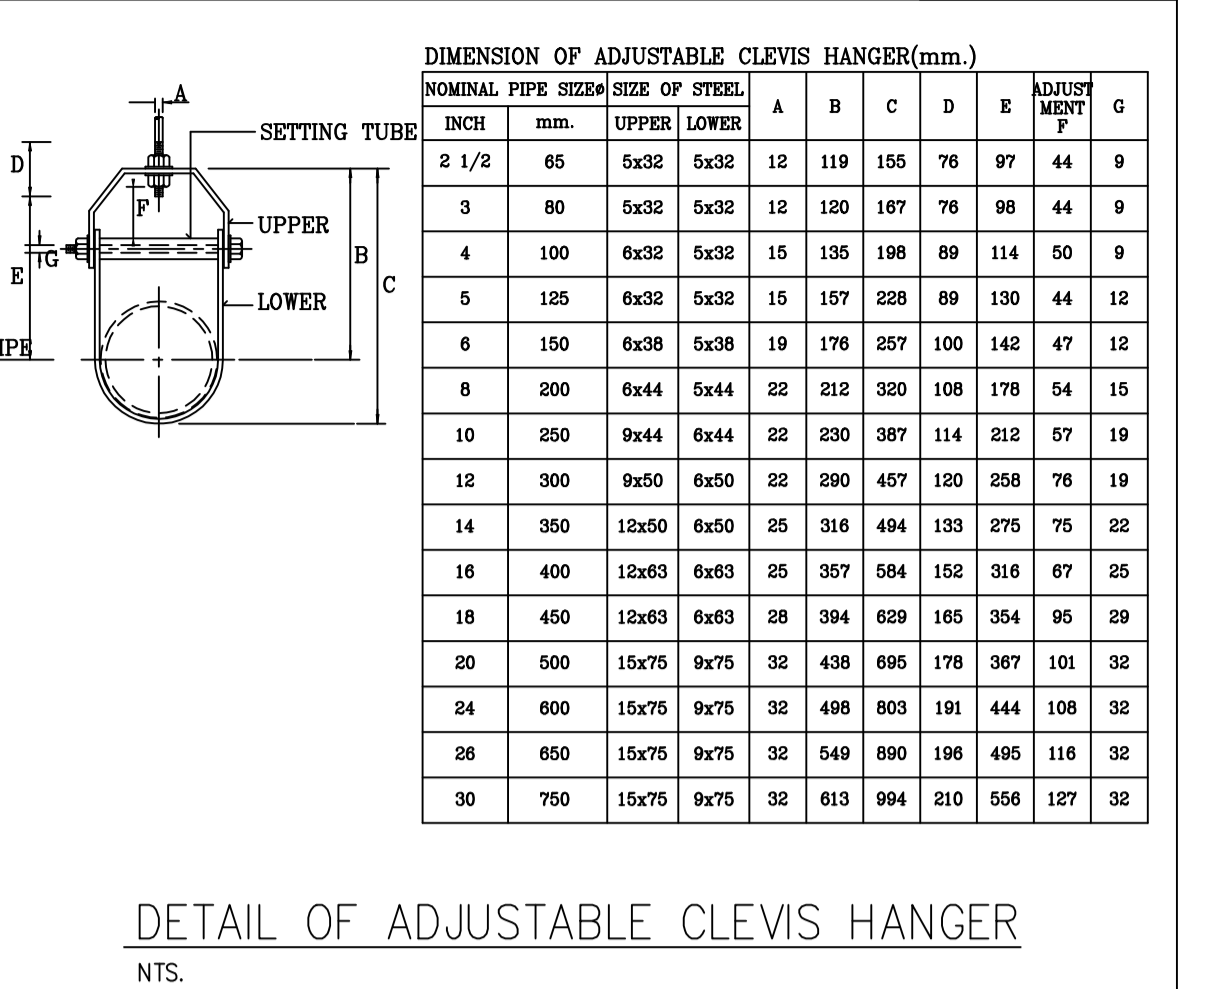 DIMENSION OF ADJUSTABLE CLEVIS HANGER(mm.)
NOMINAL PIPE SIZEø SIZE OF STEEL A B C D E ADJUST MENT F G
INCH mm. UPPER LOWER
2 1/2 65 5x32 5x32 12 119 155 76 97 44 9
3 80 5x32 5x32 12 120 167 76 98 44 9
4 100 6x32 5x32 15 135 198 89 114 50 9
5 125 6x32 5x32 15 157 228 89 130 44 12
6 150 6x38 5x38 19 176 257 100 142 47 12
8 200 6x44 5x44 22 212 320 108 178 54 15
10 250 9x44 6x44 22 230 387 114 212 57 19
12 300 9x50 6x50 22 290 457 120 258 76 19
14 350 12x50 6x50 25 316 494 133 275 75 22
16 400 12x63 6x63 25 357 584 152 316 67 25
18 450 12x63 6x63 28 394 629 165 354 95 29
20 500 15x75 9x75 32 438 695 178 367 101 32
24 600 15x75 9x75 32 498 803 191 444 108 32
26 650 15x75 9x75 32 549 890 196 495 116 32
30 750 15x75 9x75 32 613 994 210 556 127 32
A
SETTING TUBE
D
F
UPPER
G
B
E
C
LOWER
DETAIL OF ADJUSTABLE CLEVIS HANGER
NTS.